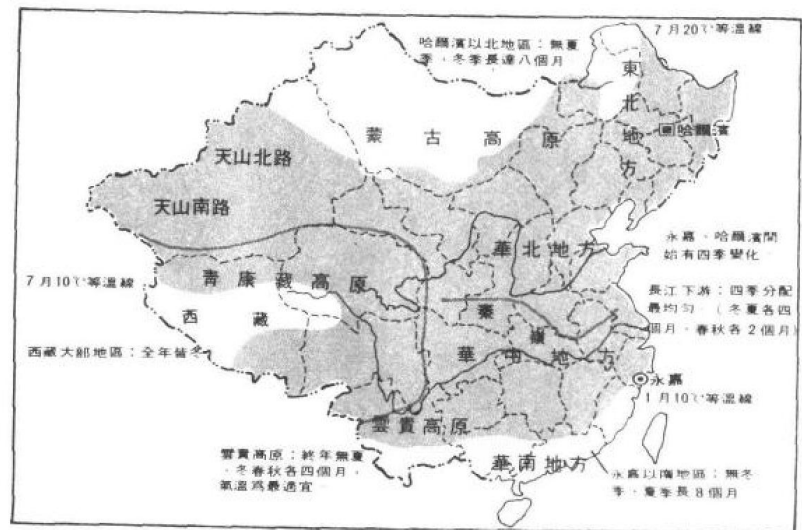 7月20℃等溫線
哈爾濱以北地區：無夏
季，冬季長達八個月
東北地方
哈爾濱
蒙古高原
天山北路
天山南路
永嘉、哈爾濱間
始有四季變化
華北地方
7月10℃等溫線
青康藏高原
長江下游：四季分配
最均勻（冬夏各四
個月，春秋各2個月）
秦嶺
西藏
西藏大部地區：全年皆冬
華中地方
永嘉
1月10℃等溫線
雲貴高原
雲貴高原：終年無夏
，冬春秋各四個月，
氣溫爲最適宜
華南地方
永嘉以南地區：無冬
季，夏季長8個月